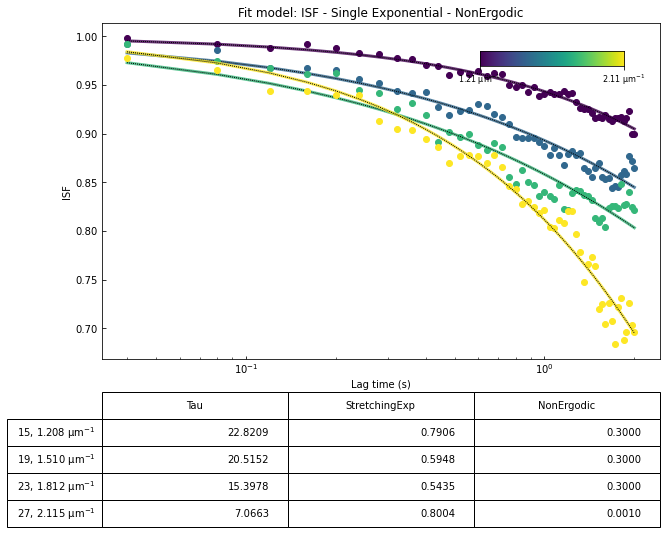 Fit model: ISF - Single Exponential - NonErgodic
1.00
0.95
0.90
0.85
0.80
0.75
0.70
ISF
1.21 μm⁻¹
2.11 μm⁻¹
10⁻¹
10⁰
Lag time (s)
Tau StretchingExp NonErgodic
15, 1.208 μm⁻¹ 22.8209 0.7906 0.3000
19, 1.510 μm⁻¹ 20.5152 0.5948 0.3000
23, 1.812 μm⁻¹ 15.3978 0.5435 0.3000
27, 2.115 μm⁻¹ 7.0663 0.8004 0.0010